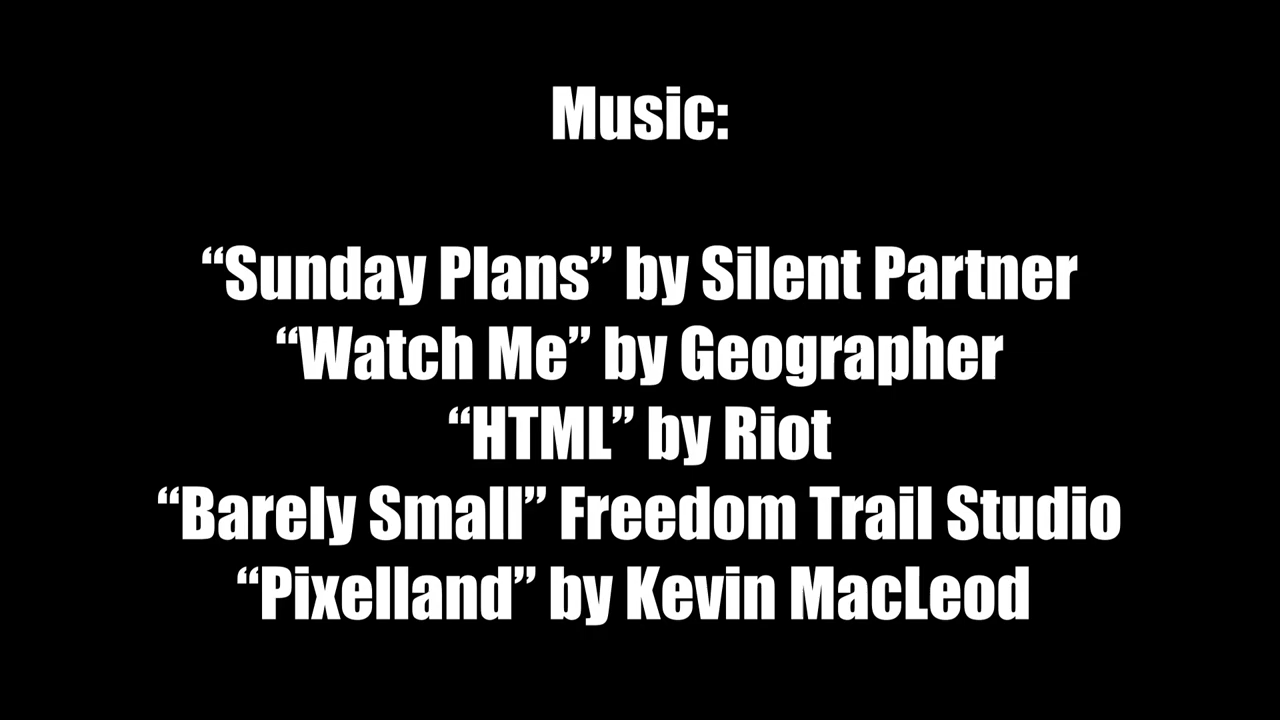 Music:
“Sunday Plans” by Silent Partner
“Watch Me” by Geographer
“HTML” by Riot
“Barely Small” Freedom Trail Studio
“Pixelland” by Kevin MacLeod